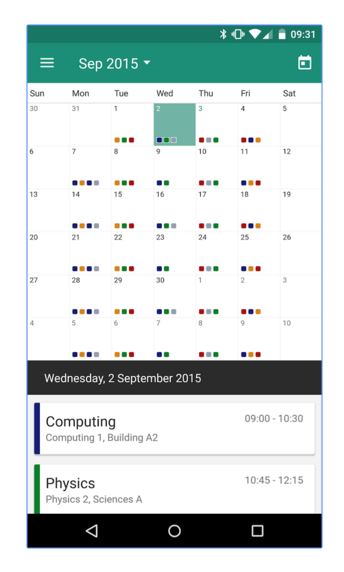 09:31
Sep 2015
Sun Mon Tue Wed Thu Fri Sat
30 31 1 2 3 4 5
6 7 8 9 10 11 12
13 14 15 16 17 18 19
20 21 22 23 24 25 26
27 28 29 30 1 2 3
4 5 6 7 8 9 10
Wednesday, 2 September 2015
Computing 09:00 - 10:30
Computing 1, Building A2
Physics 10:45 - 12:15
Physics 2, Sciences A